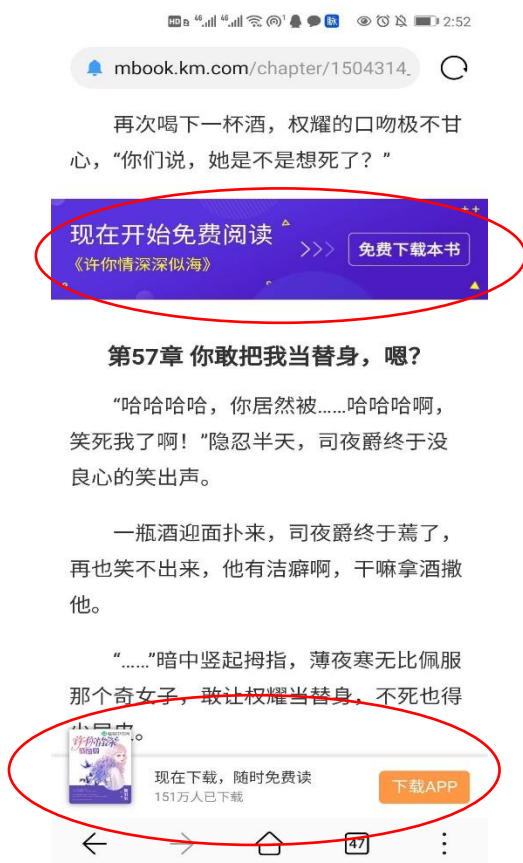 2:52
mbook.km.com/chapter/1504314_
再次喝下一杯酒，权耀的口吻极不甘
心，“你们说，她是不是想死了？”
现在开始免费阅读
《许你情深深似海》
>>> 免费下载本书
第57章 你敢把我当替身，嗯？
“哈哈哈哈，你居然被......哈哈哈啊，
笑死我了啊！”隐忍半天，司夜爵终于没
良心的笑出声。
一瓶酒迎面扑来，司夜爵终于蔫了，
再也笑不出来，他有洁癖啊，干嘛拿酒撒
他。
“......”暗中竖起拇指，薄夜寒无比佩服
那个奇女子，敢让权耀当替身，不死也得
现在下载，随时免费读
151万人已下载
下载APP
47